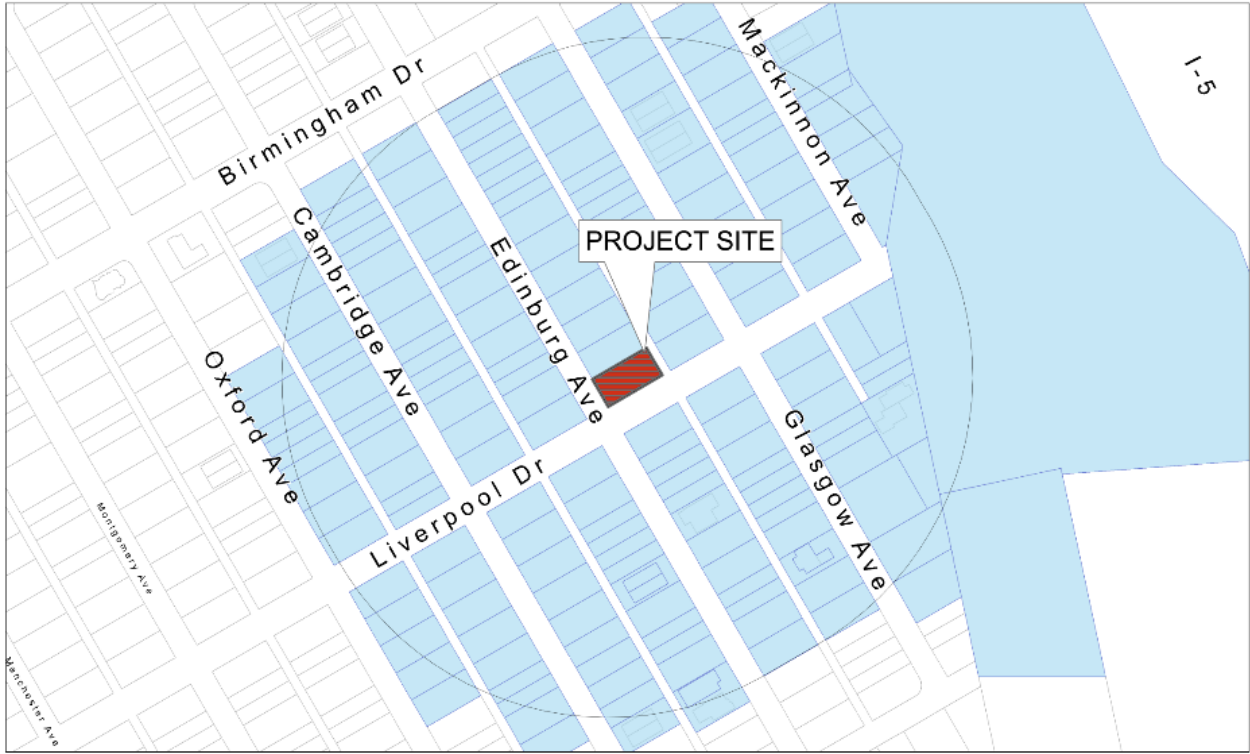 Mackinnon Ave
I-5
Birmingham Dr
PROJECT SITE
Cambridge Ave
Edinburg Ave
Oxford Ave
Glasgow Ave
Liverpool Dr
Montgomary Ave
Manchester Ave